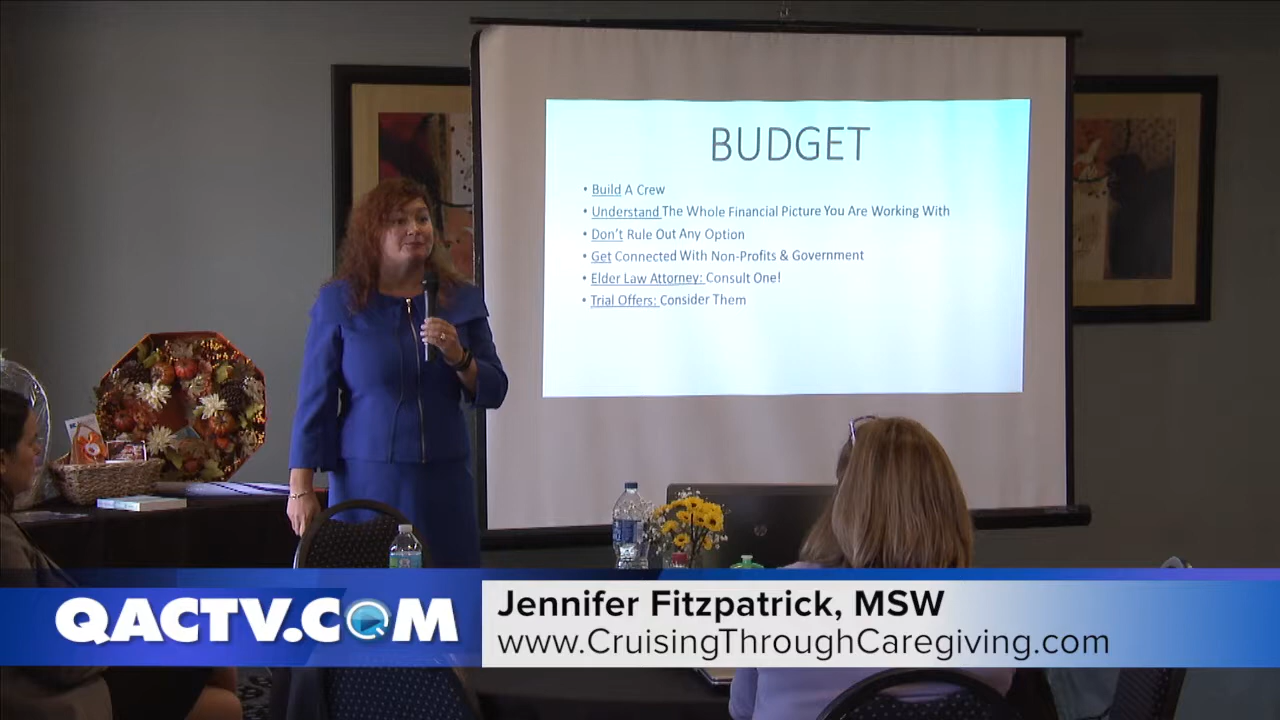 BUDGET
• Build A Crew
• Understand The Whole Financial Picture You Are Working With
• Don't Rule Out Any Option
• Get Connected With Non-Profits & Government
• Elder Law Attorney: Consult One!
• Trial Offers: Consider Them
QACTV.COM
Jennifer Fitzpatrick, MSW
www.CruisingThroughCaregiving.com